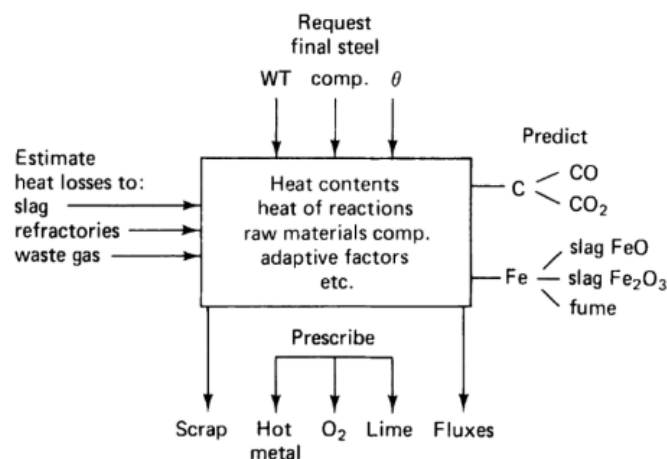 Request
final steel
WT comp. θ
Predict
Estimate
heat losses to:
slag
refractories
waste gas
Heat contents
heat of reactions
raw materials comp.
adaptive factors
etc.
C
CO
CO₂
Fe
slag FeO
slag Fe₂O₃
fume
Prescribe
Scrap Hot metal O₂ Lime Fluxes